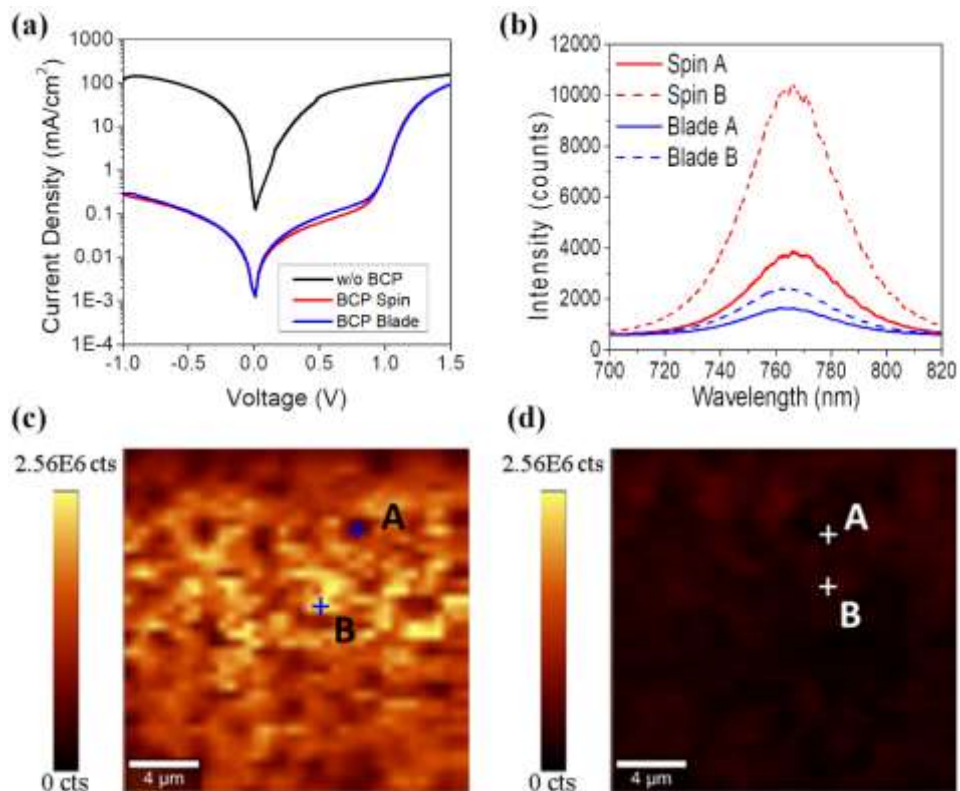 (a)
1000
100
10
1
0.1
0.01
1E-3
1E-4
Current Density (mA/cm²)
w/o BCP
BCP Spin
BCP Blade
-1.0 -0.5 0.0 0.5 1.0 1.5
Voltage (V)
(b)
12000
10000
8000
6000
4000
2000
0
Intensity (counts)
Spin A
Spin B
Blade A
Blade B
700 720 740 760 780 800 820
Wavelength (nm)
(c)
2.56E6 cts
0 cts
A
B
4 μm
(d)
2.56E6 cts
0 cts
A
B
4 μm